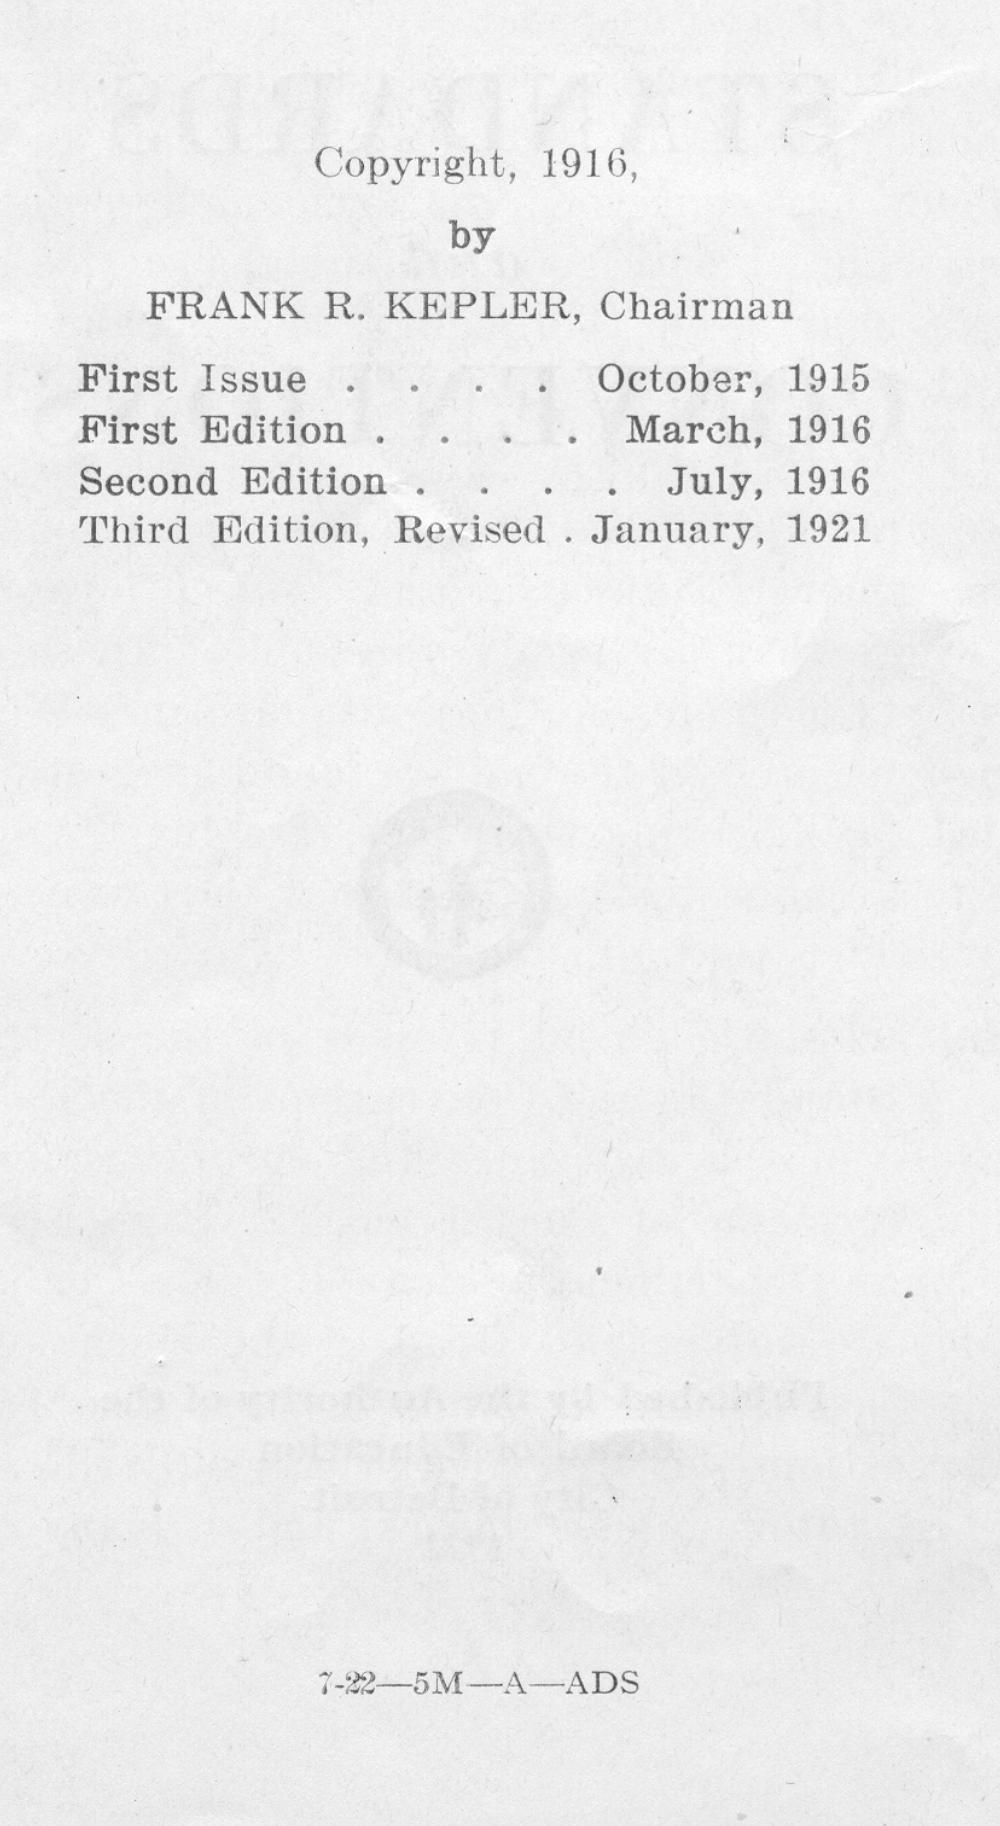 Copyright, 1916,
by
FRANK R. KEPLER, Chairman
First Issue . . . . October, 1915
First Edition . . . . March, 1916
Second Edition . . . . July, 1916
Third Edition, Revised . January, 1921
7-22—5M—A—ADS